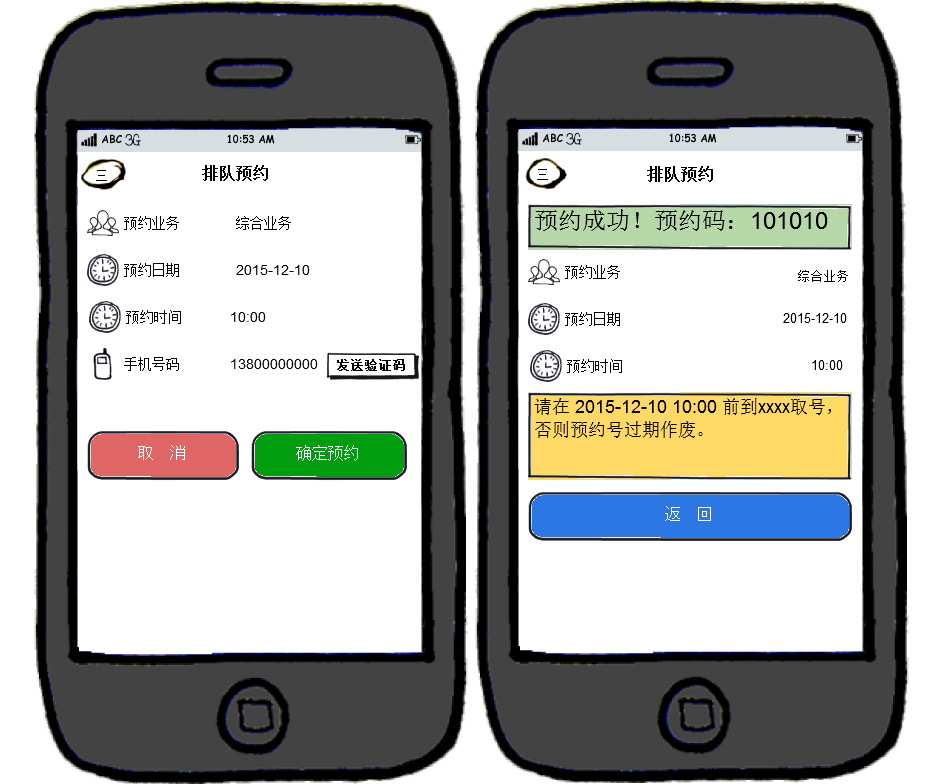 ABC 3G 10:53 AM
三 排队预约
预约业务 综合业务
预约日期 2015-12-10
预约时间 10:00
手机号码 13800000000 发送验证码
取 消 确定预约
ABC 3G 10:53 AM
三 排队预约
预约成功！预约码：101010
预约业务 综合业务
预约日期 2015-12-10
预约时间 10:00
请在 2015-12-10 10:00 前到xxxx取号，
否则预约号过期作废。
返 回